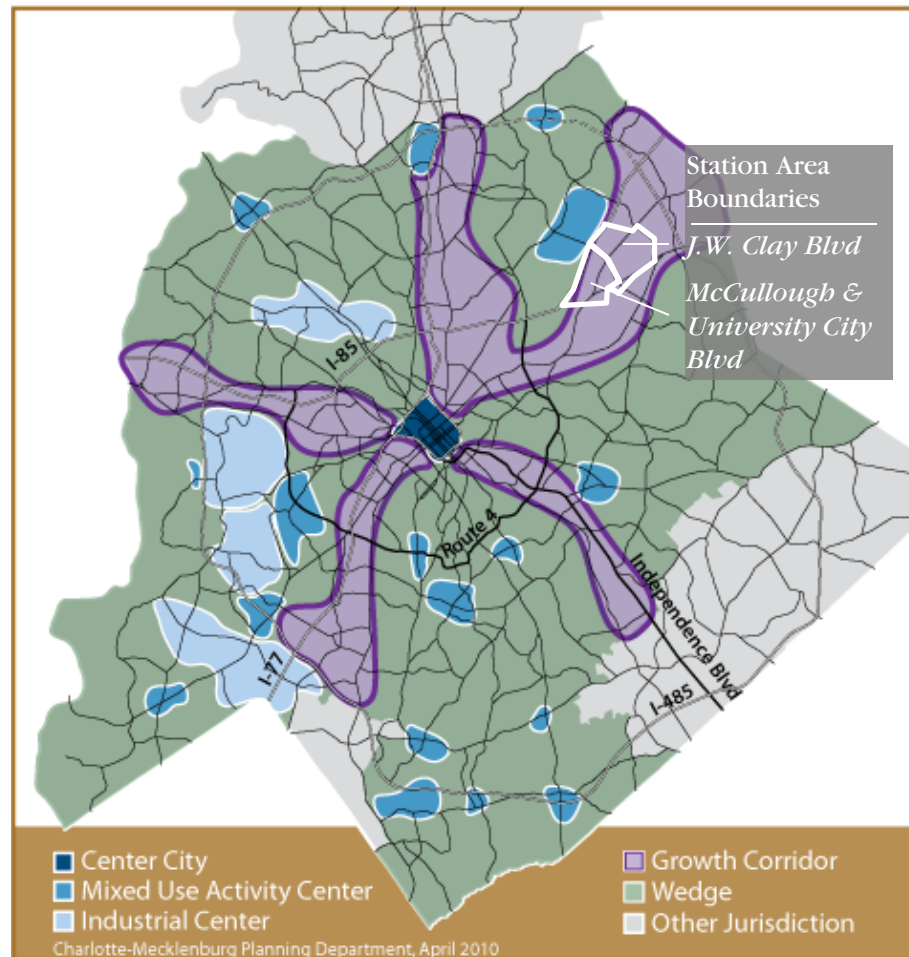 Station Area
Boundaries
J.W. Clay Blvd
McCullough &
University City
Blvd
I-85
Route 4
Independence Blvd
I-77
I-485
Center City
Mixed Use Activity Center
Industrial Center
Growth Corridor
Wedge
Other Jurisdiction
Charlotte-Mecklenburg Planning Department, April 2010